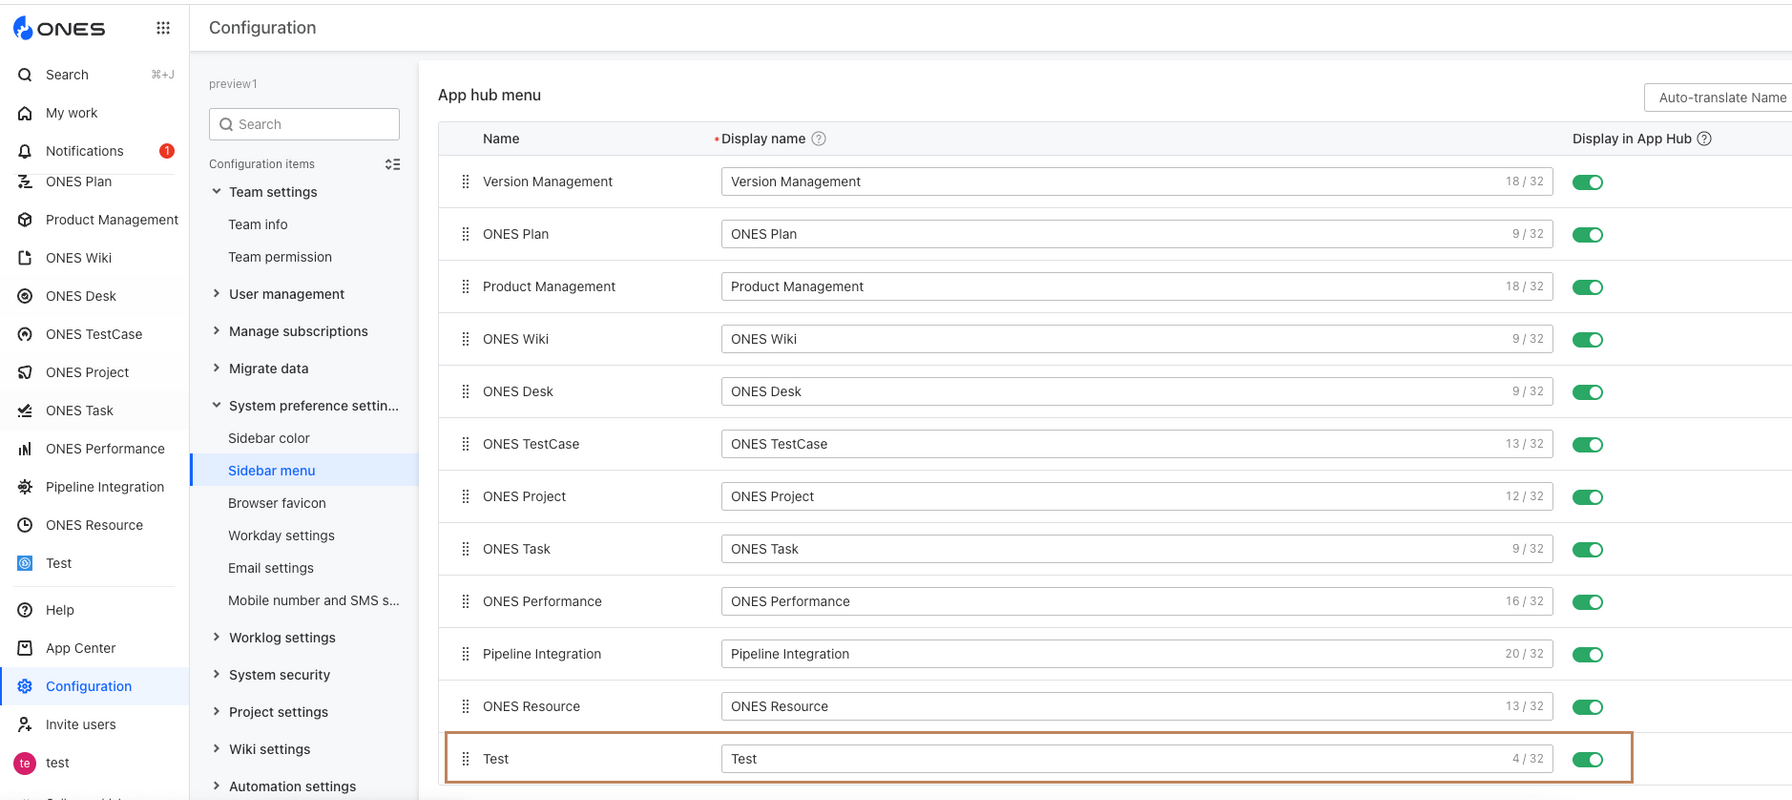 ONES
Search ⌘+J
My work
Notifications 1
ONES Plan
Product Management
ONES Wiki
ONES Desk
ONES TestCase
ONES Project
ONES Task
ONES Performance
Pipeline Integration
ONES Resource
Test
Help
App Center
Configuration
Invite users
te test
Configuration
preview1
Search
Configuration items
Team settings
Team info
Team permission
User management
Manage subscriptions
Migrate data
System preference settin...
Sidebar color
Sidebar menu
Browser favicon
Workday settings
Email settings
Mobile number and SMS s...
Worklog settings
System security
Project settings
Wiki settings
Automation settings
App hub menu
Auto-translate Name
Name * Display name ? Display in App Hub ?
Version Management Version Management 18 / 32
ONES Plan ONES Plan 9 / 32
Product Management Product Management 18 / 32
ONES Wiki ONES Wiki 9 / 32
ONES Desk ONES Desk 9 / 32
ONES TestCase ONES TestCase 13 / 32
ONES Project ONES Project 12 / 32
ONES Task ONES Task 9 / 32
ONES Performance ONES Performance 16 / 32
Pipeline Integration Pipeline Integration 20 / 32
ONES Resource ONES Resource 13 / 32
Test Test 4 / 32